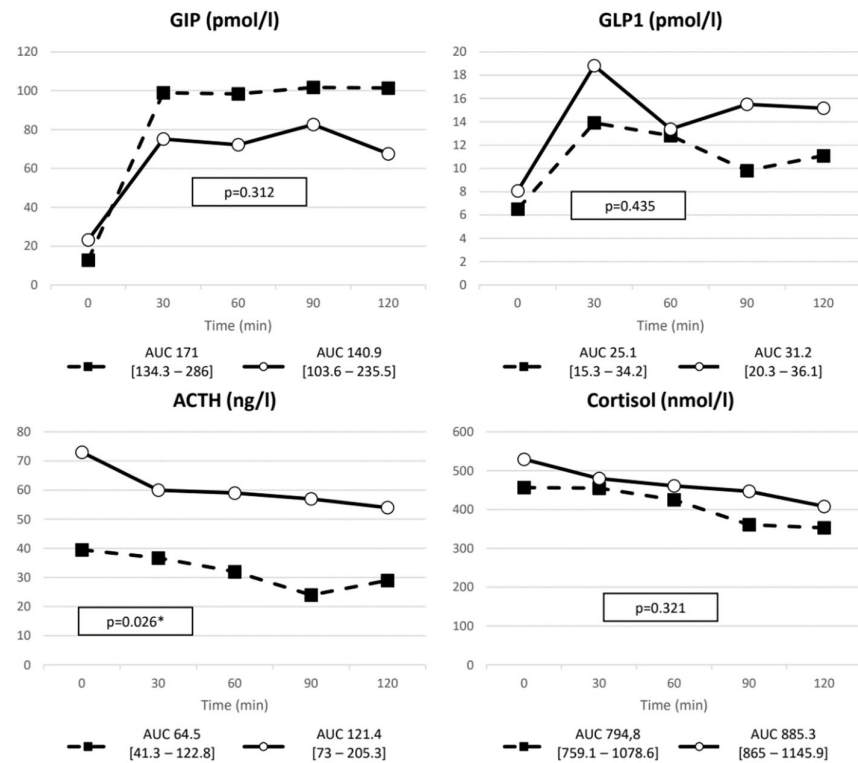 GIP (pmol/l)
120
100
80
60
40
20
0
p=0.312
0 30 60 90 120
Time (min)
AUC 171
[134.3 – 286]
AUC 140.9
[103.6 – 235.5]
GLP1 (pmol/l)
20
18
16
14
12
10
8
6
4
2
0
p=0.435
0 30 60 90 120
Time (min)
AUC 25.1
[15.3 – 34.2]
AUC 31.2
[20.3 – 36.1]
ACTH (ng/l)
80
70
60
50
40
30
20
10
0
p=0.026*
0 30 60 90 120
Time (min)
AUC 64.5
[41.3 – 122.8]
AUC 121.4
[73 – 205.3]
Cortisol (nmol/l)
600
500
400
300
200
100
0
p=0.321
0 30 60 90 120
Time (min)
AUC 794,8
[759.1 – 1078.6]
AUC 885.3
[865 – 1145.9]